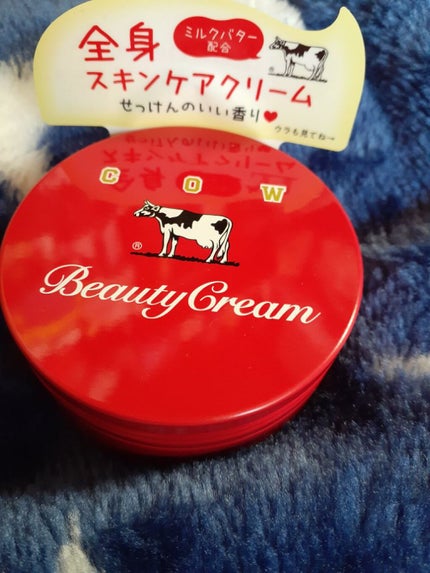 全身
ミルクバター
配合
スキンケアクリーム
せっけんのいい香り♥
ウラも見てね→
COW
®
Beauty Cream